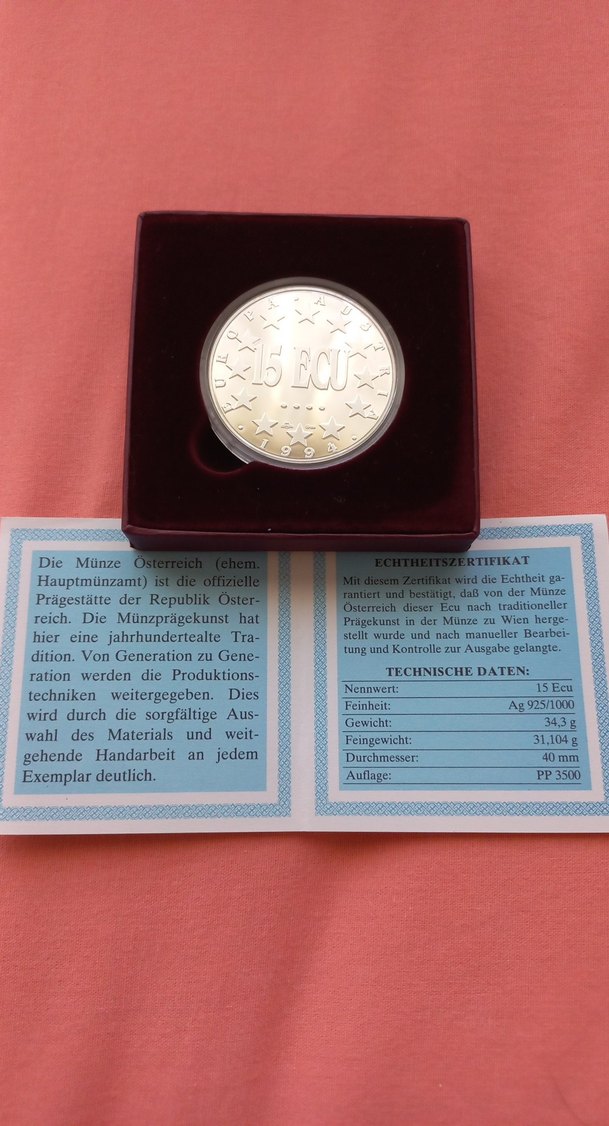 EUROPA · AUSTRIA
15 ECU
· 1994 ·
Die Münze Österreich (ehem.
Hauptmünzamt) ist die offizielle
Prägestätte der Republik Öster-
reich. Die Münzprägekunst hat
hier eine jahrhundertealte Tra-
dition. Von Generation zu Gene-
ration werden die Produktions-
techniken weitergegeben. Dies
wird durch die sorgfältige Aus-
wahl des Materials und weit-
gehende Handarbeit an jedem
Exemplar deutlich.
ECHTHEITSZERTIFIKAT
Mit diesem Zertifikat wird die Echtheit ga-
rantiert und bestätigt, daß von der Münze
Österreich dieser Ecu nach traditioneller
Prägekunst in der Münze zu Wien herge-
stellt wurde und nach manueller Bearbei-
tung und Kontrolle zur Ausgabe gelangte.
TECHNISCHE DATEN:
Nennwert: 15 Ecu
Feinheit: Ag 925/1000
Gewicht: 34,3 g
Feingewicht: 31,104 g
Durchmesser: 40 mm
Auflage: PP 3500